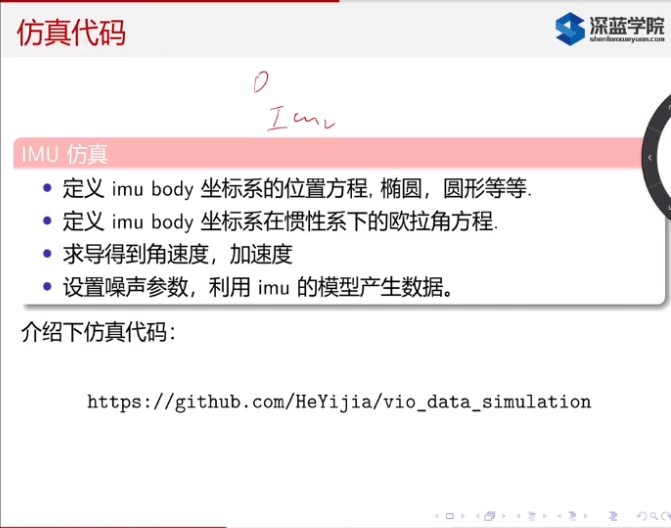 仿真代码
深蓝学院
shenlanxueyuan.com
Imu
IMU 仿真
定义 imu body 坐标系的位置方程, 椭圆，圆形等等.
定义 imu body 坐标系在惯性系下的欧拉角方程.
求导得到角速度，加速度
设置噪声参数，利用 imu 的模型产生数据。
介绍下仿真代码：
https://github.com/HeYijia/vio_data_simulation